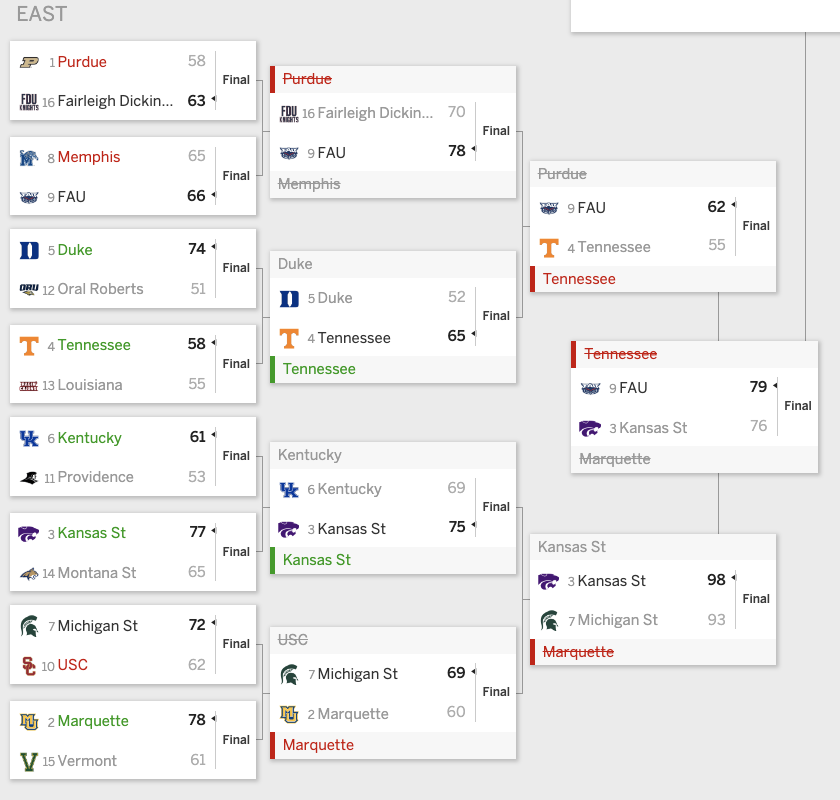 EAST
1 Purdue 58
16 Fairleigh Dickin... 63
Final
8 Memphis 65
9 FAU 66
Final
5 Duke 74
12 Oral Roberts 51
Final
4 Tennessee 58
13 Louisiana 55
Final
6 Kentucky 61
11 Providence 53
Final
3 Kansas St 77
14 Montana St 65
Final
7 Michigan St 72
10 USC 62
Final
2 Marquette 78
15 Vermont 61
Final
Purdue
FDU KNIGHTS 16 Fairleigh Dickin... 70
9 FAU 78
Final
Memphis
Duke
5 Duke 52
4 Tennessee 65
Final
Tennessee
Kentucky
6 Kentucky 69
3 Kansas St 75
Final
Kansas St
USC
7 Michigan St 69
2 Marquette 60
Final
Marquette
Purdue
9 FAU 62
4 Tennessee 55
Final
Tennessee
Kansas St
3 Kansas St 98
7 Michigan St 93
Final
Marquette
Tennessee
9 FAU 79
3 Kansas St 76
Final
Marquette